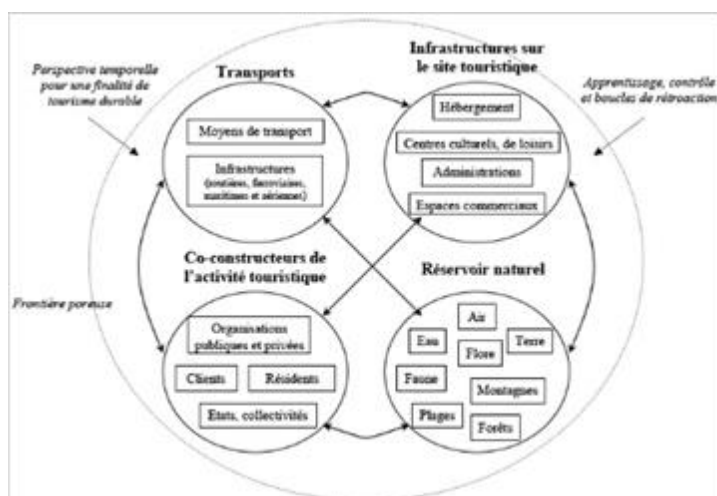 Infrastructures sur
le site touristique
Perspective temporelle
pour une finalité de
tourisme durable
Transports
Apprentissage, contrôle
et boucles de rétroaction
Hébergement
Moyens de transport
Centres culturels, de loisirs
Infrastructures
(routières, ferroviaires,
maritimes et aériennes)
Administrations
Espaces commerciaux
Co-constructeurs de
l'activité touristique
Réservoir naturel
Frontière poreuse
Organisations
publiques et privées
Clients
Résidents
Etats, collectivités
Air
Eau
Terre
Flore
Faune
Montagnes
Plages
Forêts